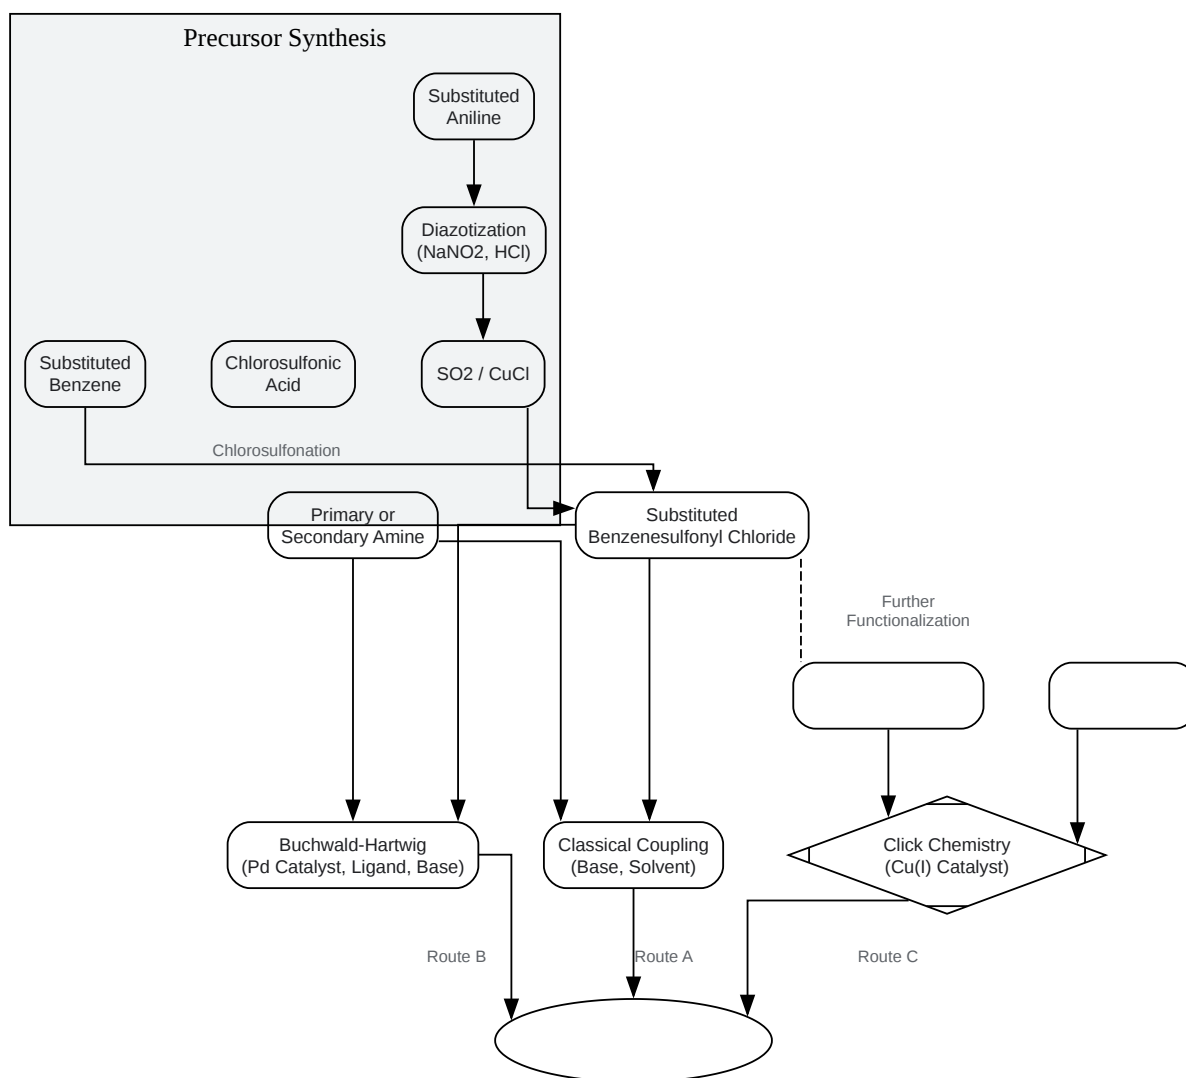 Precursor Synthesis
Substituted
Aniline
Diazotization
(NaNO2, HCl)
Substituted
Benzene
Chlorosulfonic
Acid
SO2 / CuCl
Chlorosulfonation
Primary or
Secondary Amine
Substituted
Benzenesulfonyl Chloride
Further
Functionalization
Buchwald-Hartwig
(Pd Catalyst, Ligand, Base)
Classical Coupling
(Base, Solvent)
Click Chemistry
(Cu(I) Catalyst)
Route B
Route A
Route C